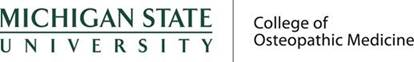 MICHIGAN STATE
UNIVERSITY
College of
Osteopathic Medicine